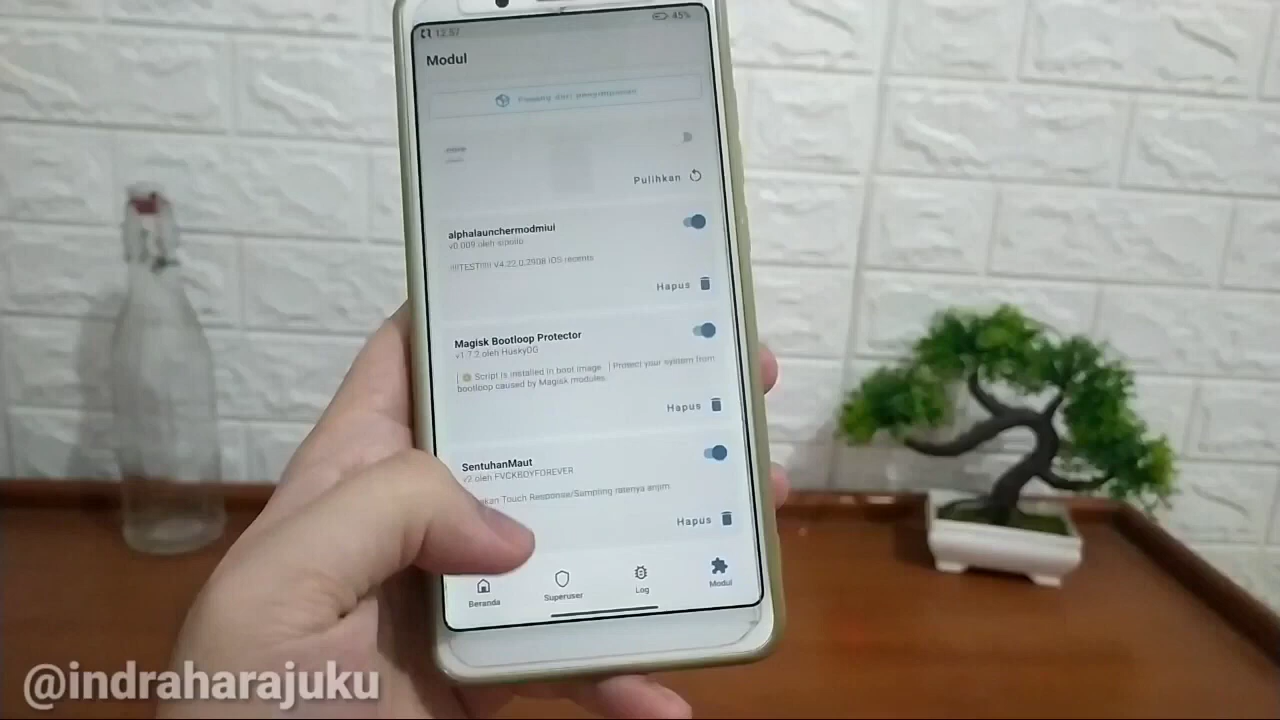 12.57
45%
Modul
Pasang dari penyimpanan
Pulihkan
alphalaunchermodmiui
v0.009 oleh
!!!!TEST!!!! V4.22.0.2908 iOS recents
Hapus
Magisk Bootloop Protector
v1.7.2 oleh HuskyDG
Script is installed in boot image. | Protect your system from
bootloop caused by Magisk modules.
Hapus
SentuhanMaut
oleh FVCKBOYFOREVER
Touch Response/Sampling ratenya anjim
Hapus
Beranda
Superuser
Log
Modul
@indraharajuku